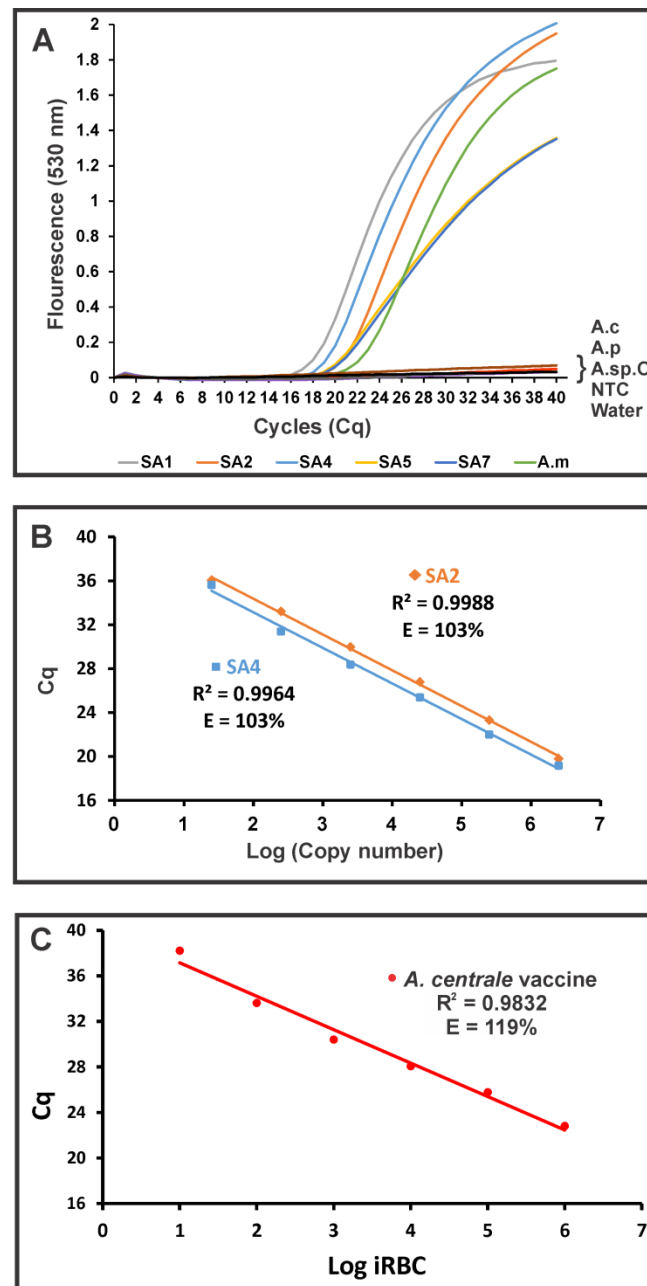 A
Flourescence (530 nm)
2
1.8
1.6
1.4
1.2
1
0.8
0.6
0.4
0.2
0
0 2 4 6 8 10 12 14 16 18 20 22 24 26 28 30 32 34 36 38 40
Cycles (Cq)
A.c
A.p
A.sp.O
NTC
Water
SA1 SA2 SA4 SA5 SA7 A.m
B
Cq
36
32
28
24
20
16
SA2
R² = 0.9988
E = 103%
SA4
R² = 0.9964
E = 103%
0 1 2 3 4 5 6 7
Log (Copy number)
C
Cq
40
36
32
28
24
20
16
A. centrale vaccine
R² = 0.9832
E = 119%
0 1 2 3 4 5 6 7
Log iRBC